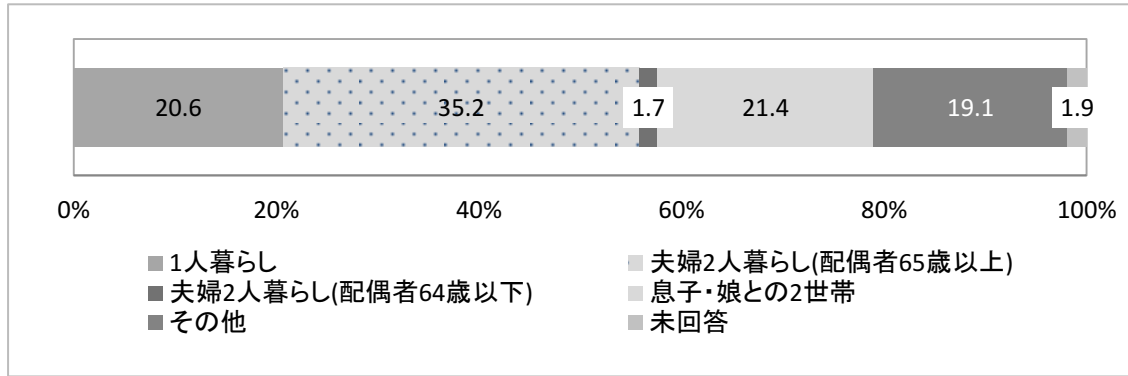 20.6 35.2 1.7 21.4 19.1 1.9
0% 20% 40% 60% 80% 100%
1人暮らし 夫婦2人暮らし(配偶者65歳以上)
夫婦2人暮らし(配偶者64歳以下) 息子・娘との2世帯
その他 未回答